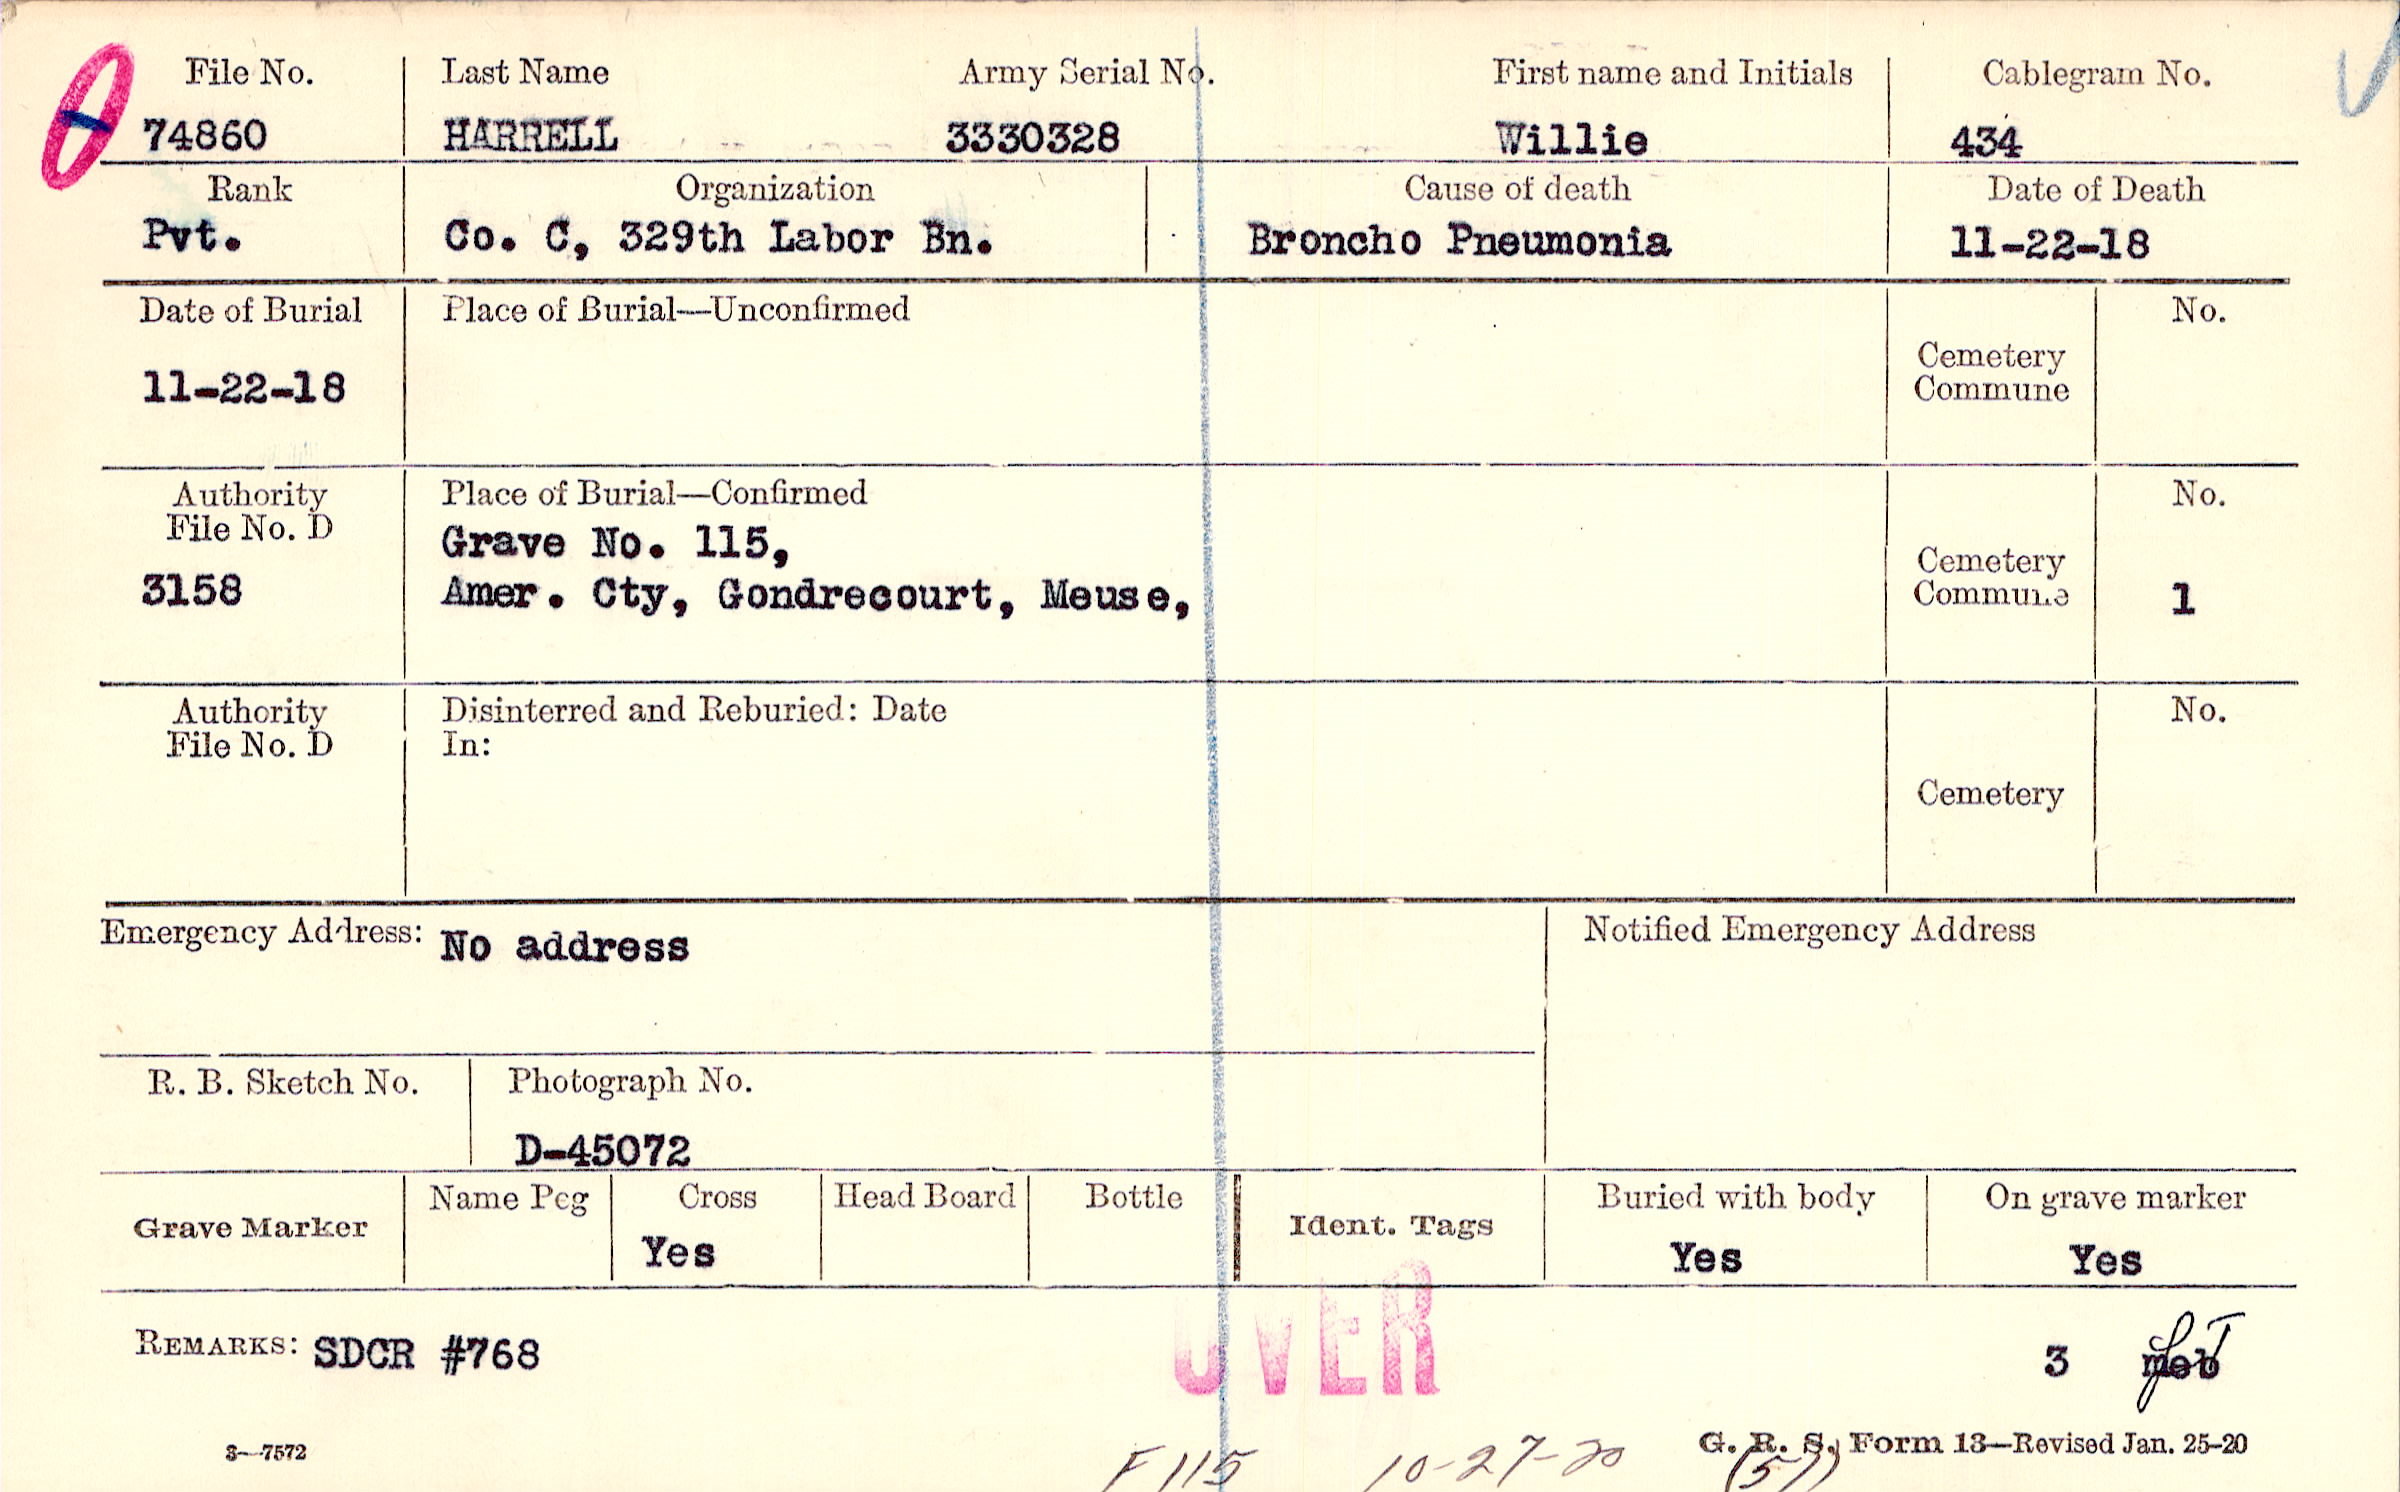 File No. Last Name Army Serial No. First name and Initials Cablegram No.
74860 HARRELL 3330328 Willie 434
Rank Organization Cause of death Date of Death
Pvt. Co. C, 329th Labor Bn. Broncho Pneumonia 11-22-18
Date of Burial Place of Burial—Unconfirmed No.
Cemetery
Commune
11-22-18
Authority Place of Burial—Confirmed No.
File No. D
Grave No. 115,
Cemetery
Commune
3158 Amer. Cty, Gondrecourt, Meuse, 1
Authority Disinterred and Reburied: Date No.
File No. D In:
Cemetery
Emergency Address: No address Notified Emergency Address
R. B. Sketch No. Photograph No.
D-45072
Grave Marker Name Peg Cross Head Board Bottle Ident. Tags Buried with body On grave marker
Yes Yes Yes
OVER
REMARKS: SDCR #768 3
3—7572 G. R. S. Form 13—Revised Jan. 25-20
F 115 10-27-20